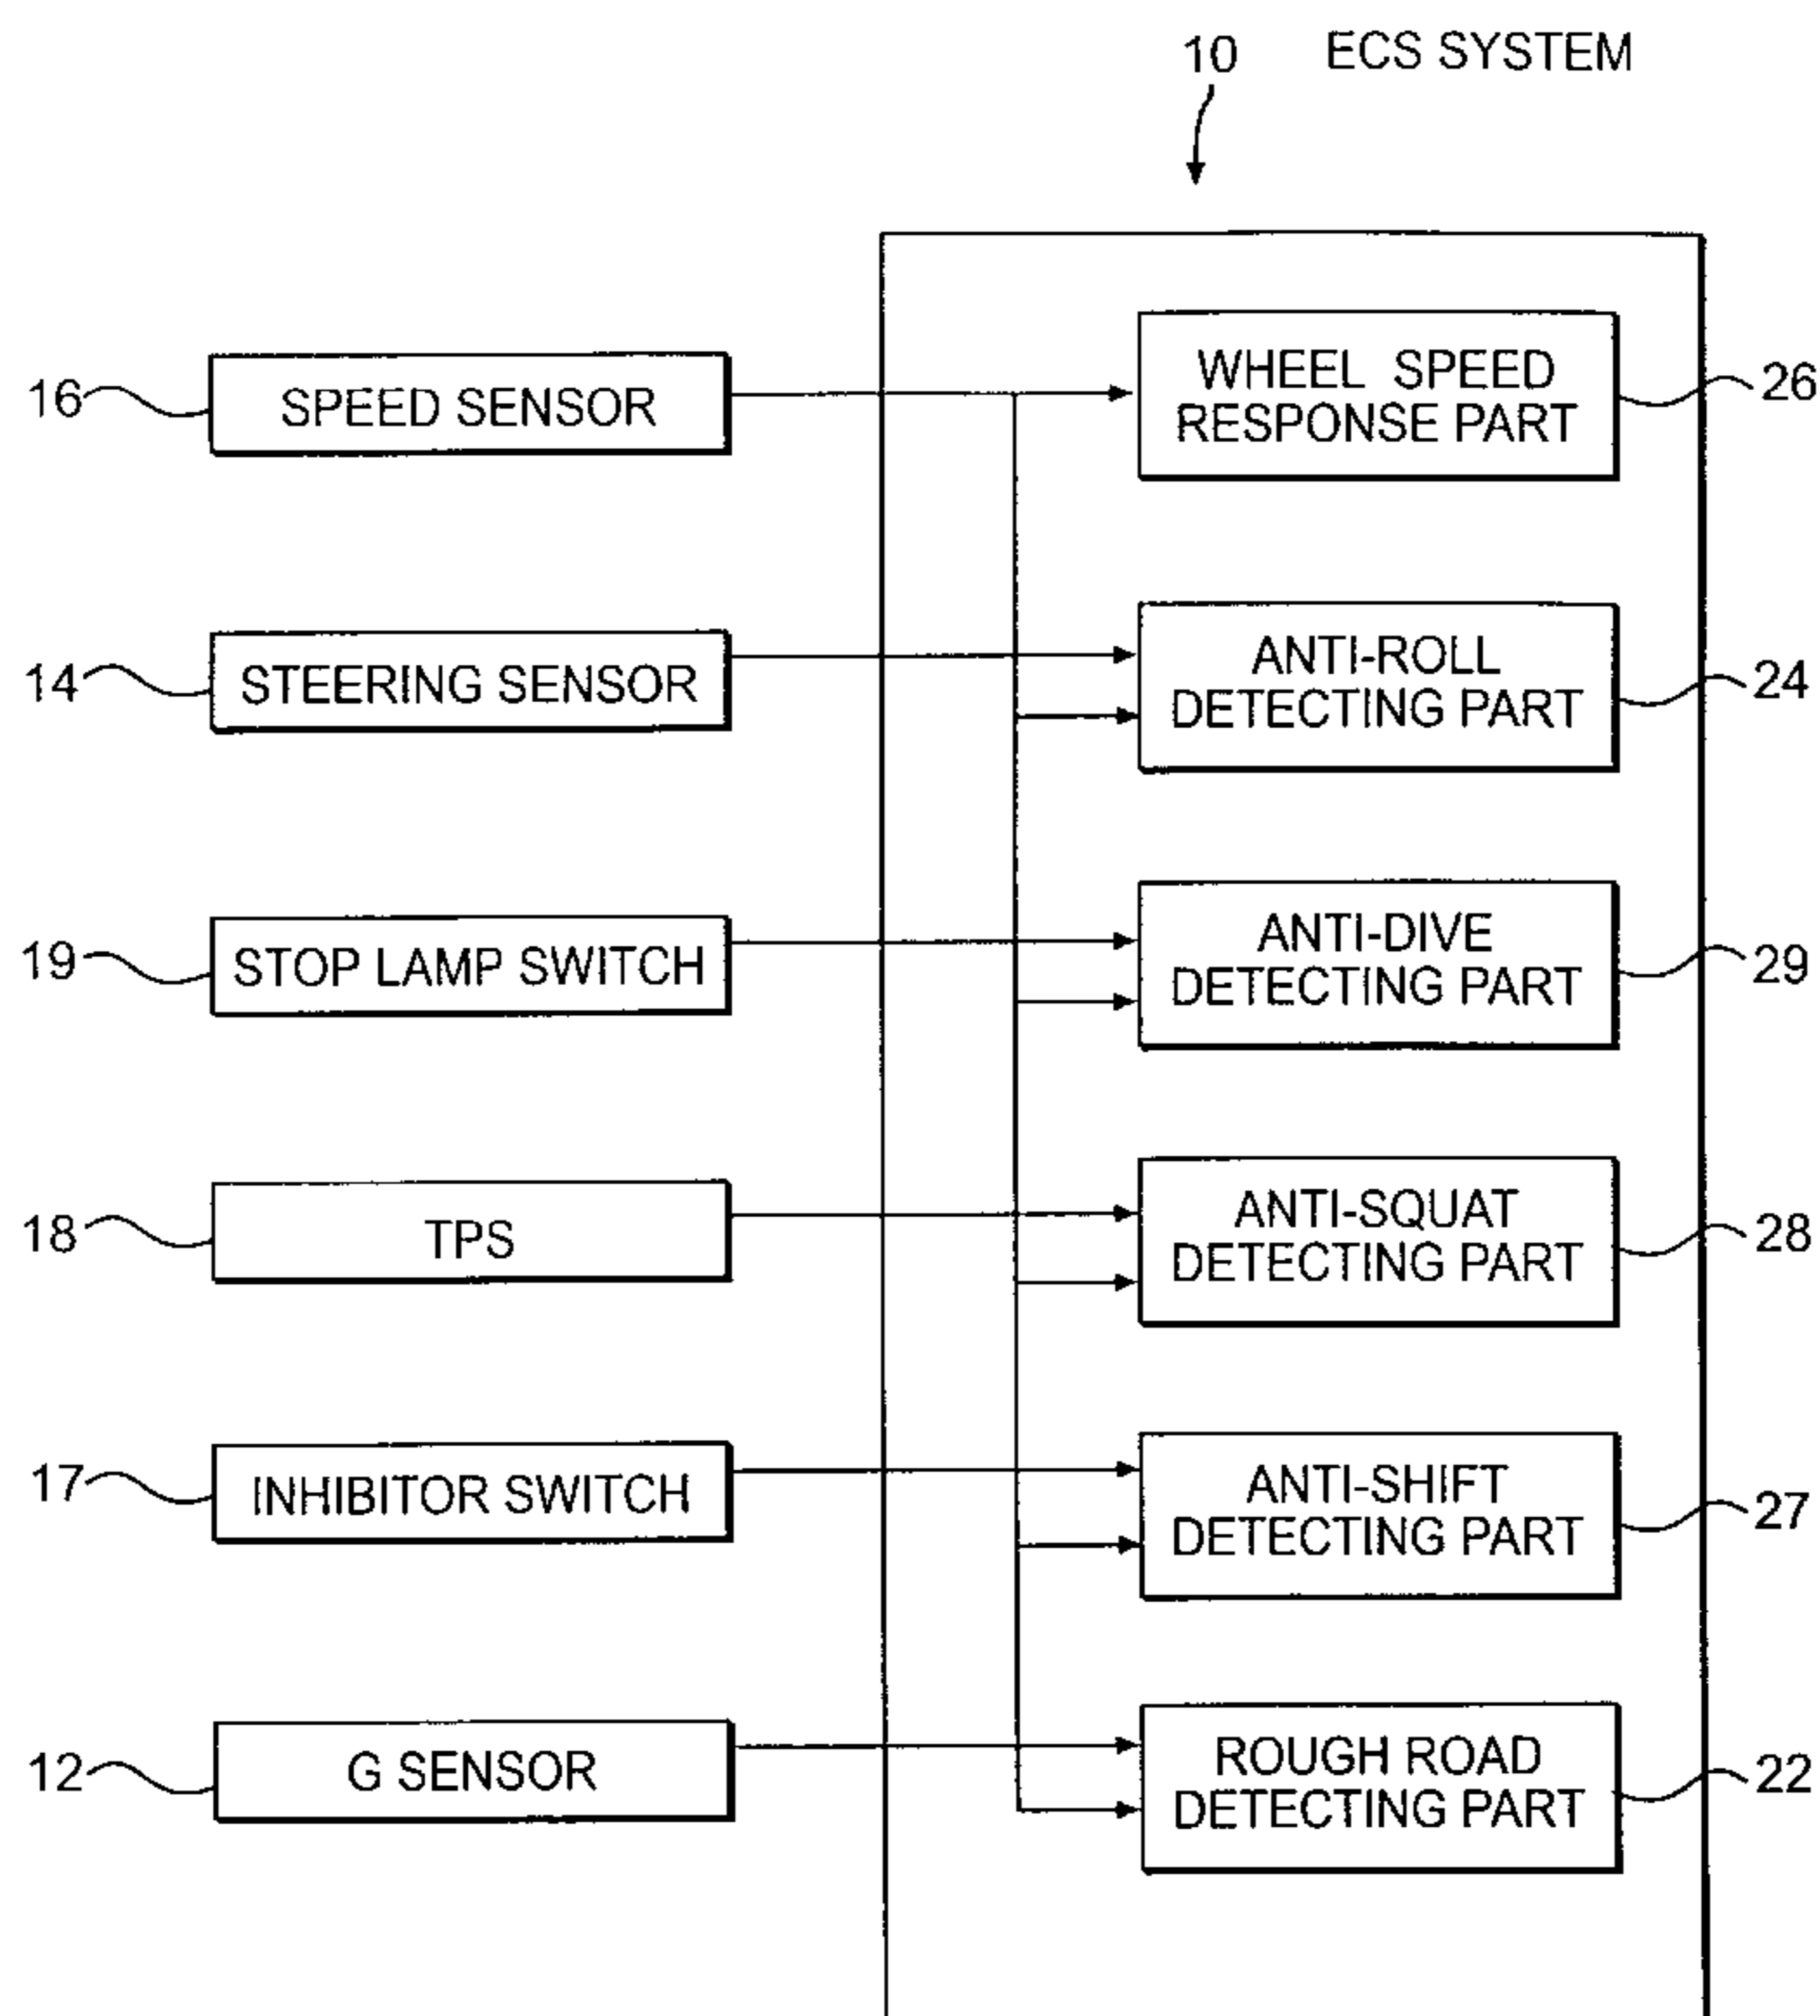 10 ECS SYSTEM
16 SPEED SENSOR
WHEEL SPEED
RESPONSE PART
26
14 STEERING SENSOR
ANTI-ROLL
DETECTING PART
24
19 STOP LAMP SWITCH
ANTI-DIVE
DETECTING PART
29
18 TPS
ANTI-SQUAT
DETECTING PART
28
17 INHIBITOR SWITCH
ANTI-SHIFT
DETECTING PART
27
12 G SENSOR
ROUGH ROAD
DETECTING PART
22